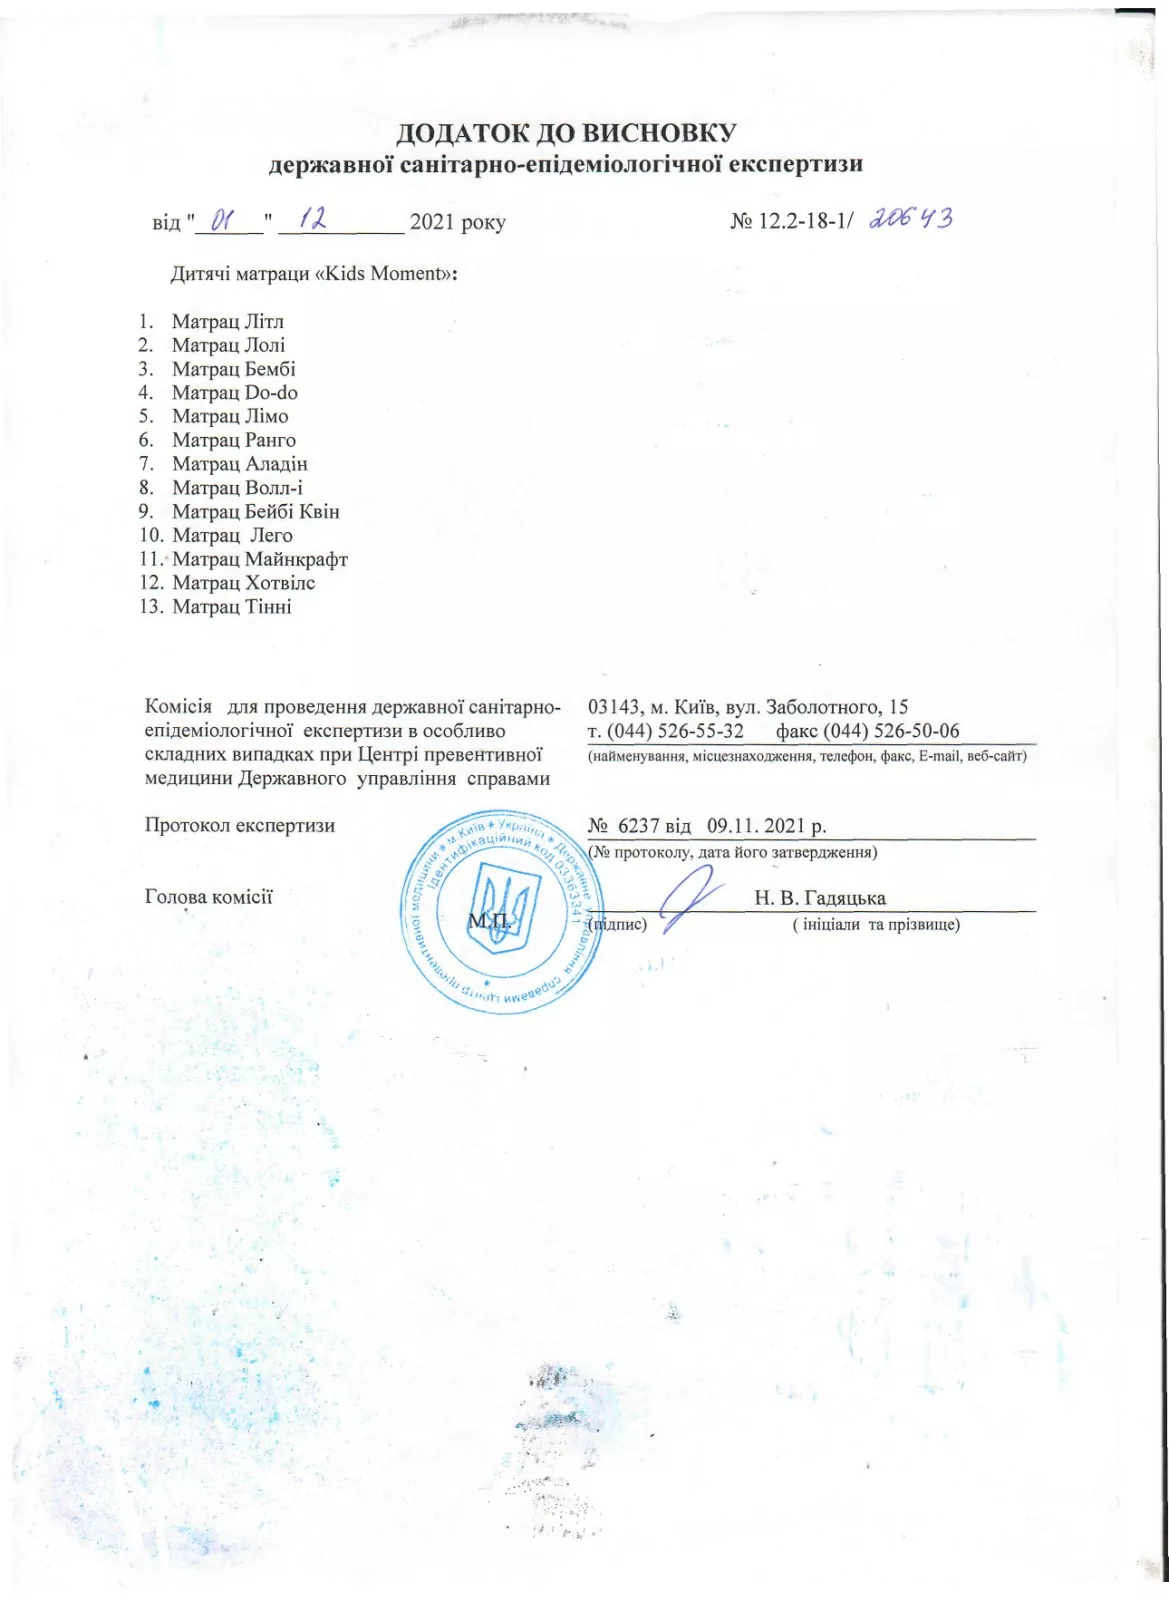 ДОДАТОК ДО ВИСНОВКУ
державної санітарно-епідеміологічної експертизи
від "01" 12 2021 року № 12.2-18-1/ 20643
Дитячі матраци «Kids Moment»:
1. Матрац Літл
2. Матрац Лолі
3. Матрац Бембі
4. Матрац Do-do
5. Матрац Лімо
6. Матрац Ранго
7. Матрац Аладін
8. Матрац Волл-і
9. Матрац Бейбі Квін
10. Матрац Лего
11. Матрац Майнкрафт
12. Матрац Хотвілс
13. Матрац Тінні
Комісія для проведення державної санітарно-
епідеміологічної експертизи в особливо
складних випадках при Центрі превентивної
медицини Державного управління справами
03143, м. Київ, вул. Заболотного, 15
т. (044) 526-55-32 факс (044) 526-50-06
(найменування, місцезнаходження, телефон, факс, E-mail, веб-сайт)
Протокол експертизи № 6237 від 09.11. 2021 р.
(№ протоколу, дата його затвердження)
Голова комісії Н. В. Гадяцька
М.П. (підпис) ( ініціали та прізвище)
м.Київ * Україна * Державне управління справами Центр превентивної медицини *
Ідентифікаційний код 03363341